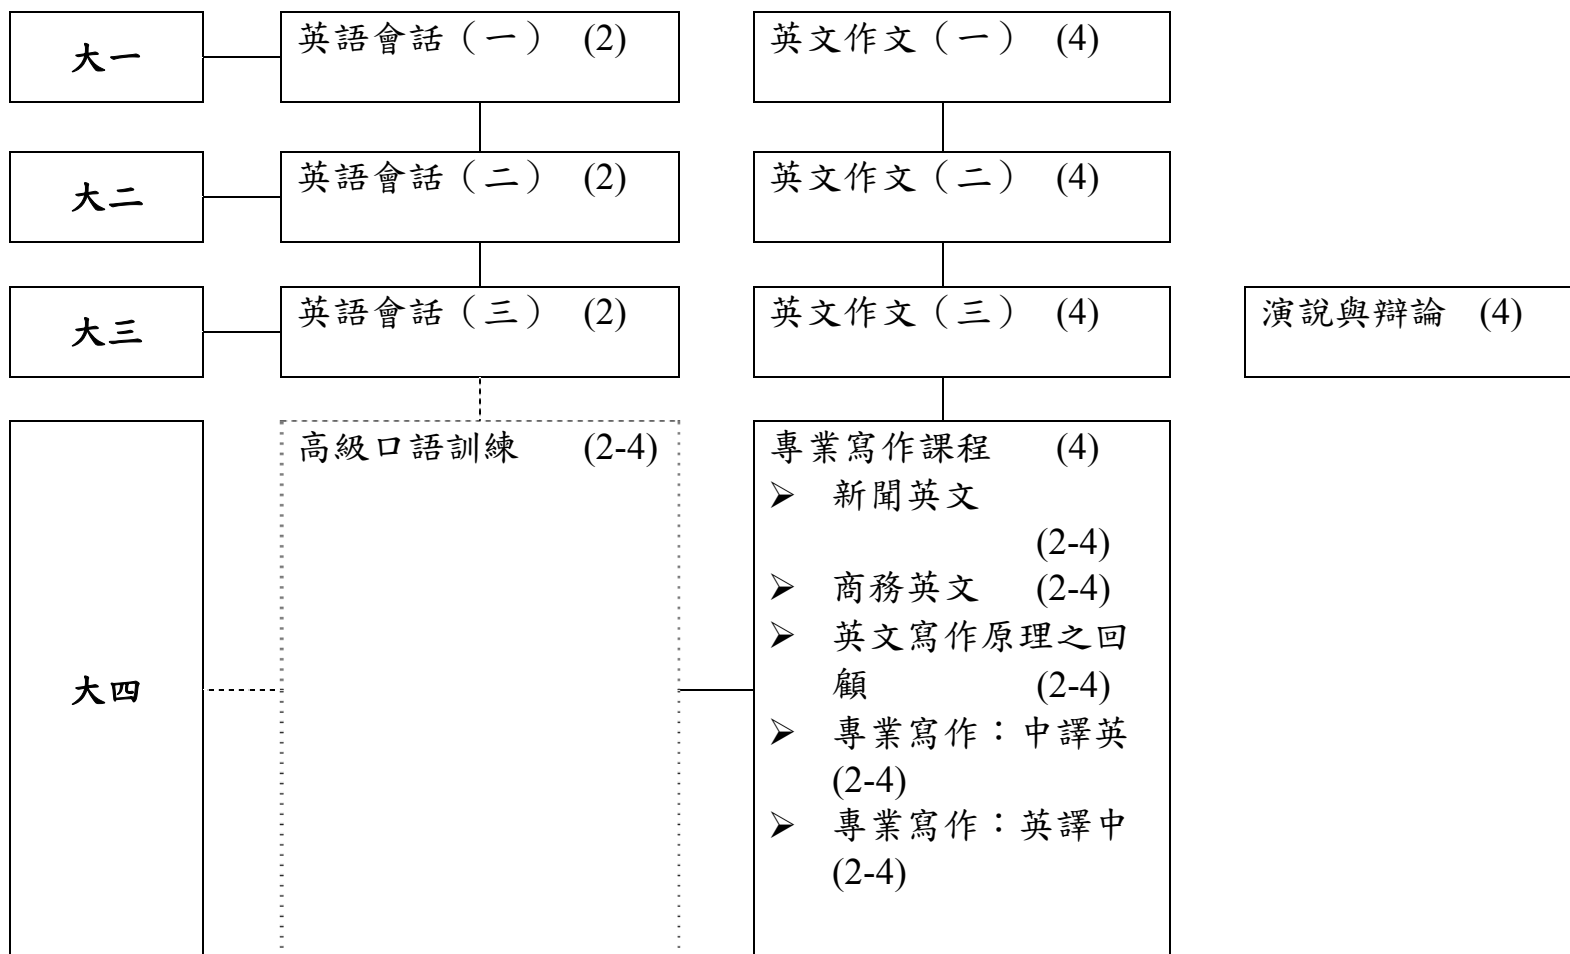 大一
英語會話（一） (2)
英文作文（一） (4)
大二
英語會話（二） (2)
英文作文（二） (4)
大三
英語會話（三） (2)
英文作文（三） (4)
演說與辯論 (4)
大四
高級口語訓練 (2-4)
專業寫作課程 (4)
➢ 新聞英文
(2-4)
➢ 商務英文 (2-4)
➢ 英文寫作原理之回
顧 (2-4)
➢ 專業寫作：中譯英
(2-4)
➢ 專業寫作：英譯中
(2-4)